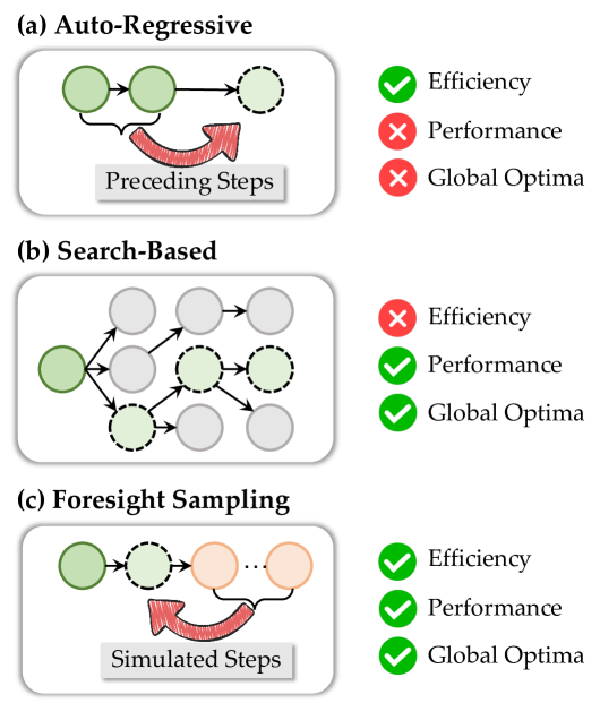 (a) Auto-Regressive
Preceding Steps
Efficiency
Performance
Global Optima
(b) Search-Based
Efficiency
Performance
Global Optima
(c) Foresight Sampling
...
Simulated Steps
Efficiency
Performance
Global Optima